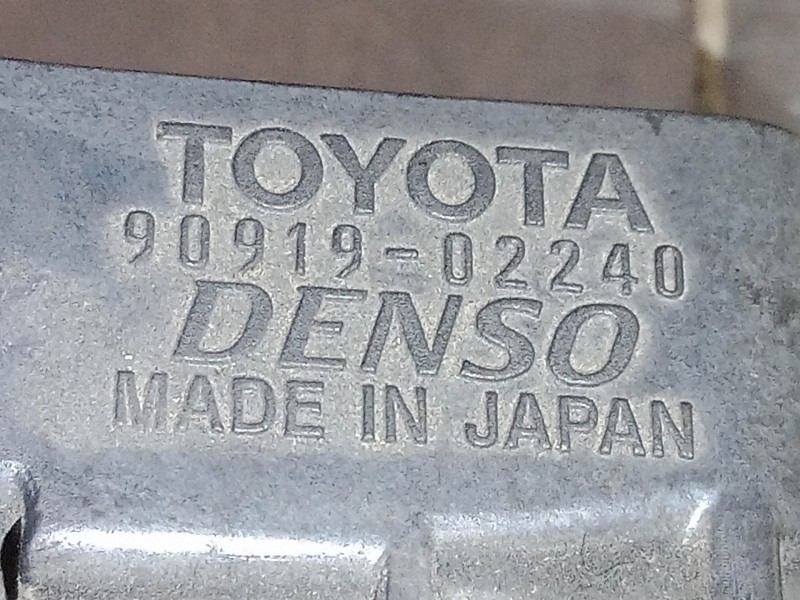 TOYOTA
90919-02240
DENSO
MADE IN JAPAN